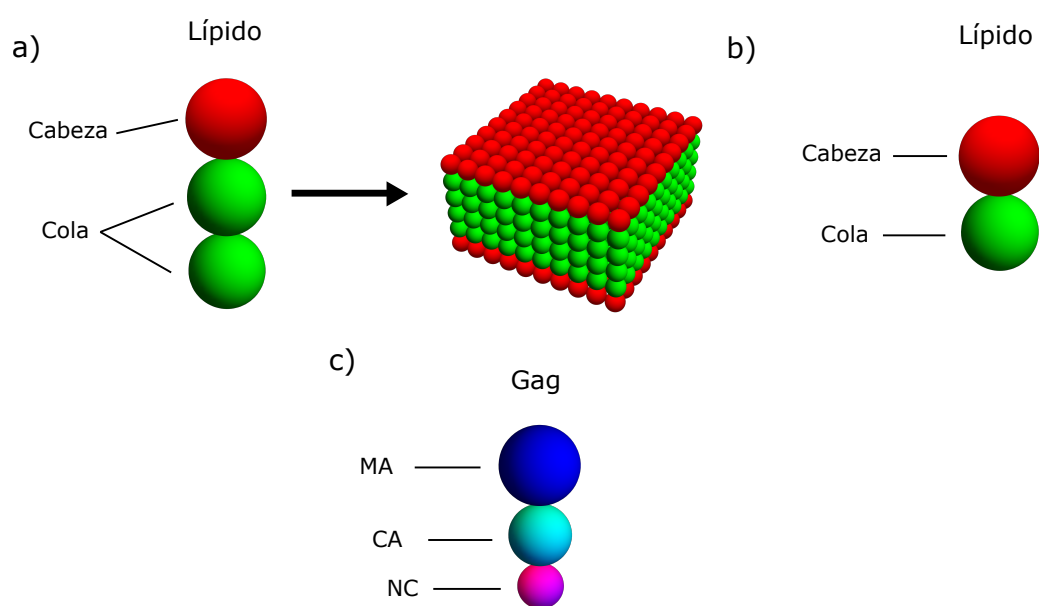 a)
Lípido
Cabeza
Cola
b)
Lípido
Cabeza
Cola
c)
Gag
MA
CA
NC